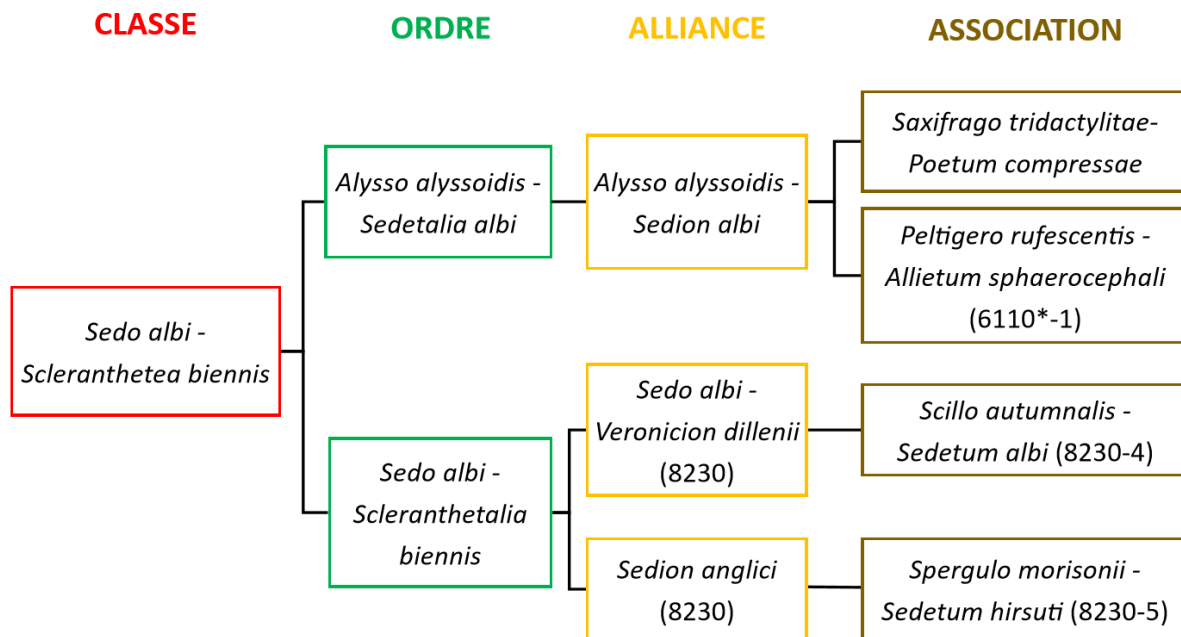 CLASSE
ORDRE
ALLIANCE
ASSOCIATION
Sedo albi -
Scleranthetea biennis
Alysso alyssoidis -
Sedetalia albi
Sedo albi -
Scleranthetalia
biennis
Alysso alyssoidis -
Sedion albi
Sedo albi -
Veronicion dillenii
(8230)
Sedion anglici
(8230)
Saxifrago tridactylitae-
Poetum compressae
Peltigero rufescentis -
Allietum sphaerocephali
(6110*-1)
Scillo autumnalis -
Sedetum albi (8230-4)
Spergulo morisonii -
Sedetum hirsuti (8230-5)